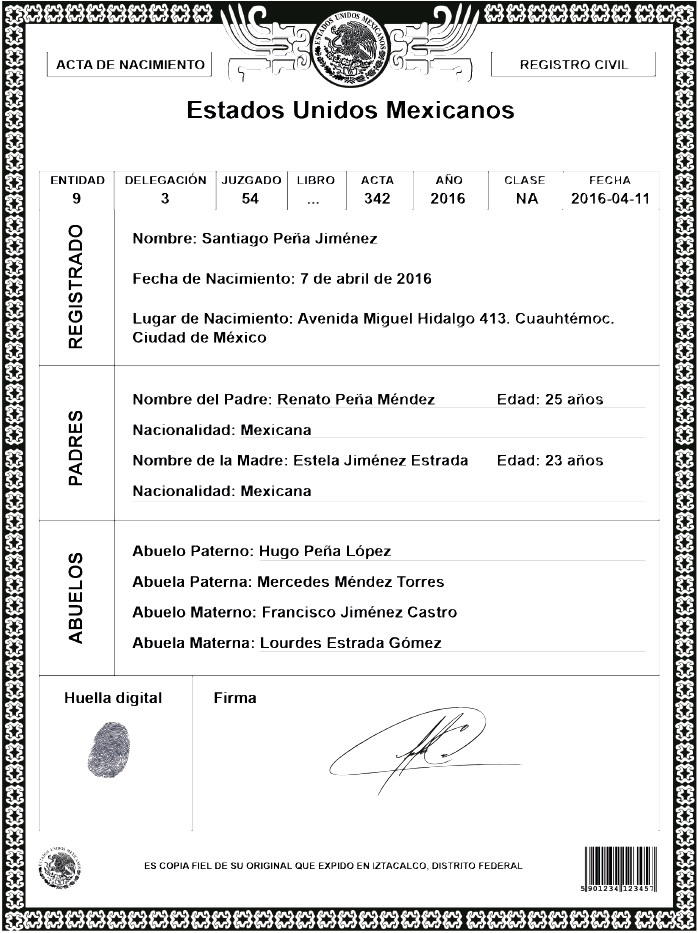 ESTADOS UNIDOS MEXICANOS
ACTA DE NACIMIENTO
REGISTRO CIVIL
Estados Unidos Mexicanos
ENTIDAD DELEGACIÓN JUZGADO LIBRO ACTA AÑO CLASE FECHA
9 3 54 ... 342 2016 NA 2016-04-11
REGISTRADO
Nombre: Santiago Peña Jiménez
Fecha de Nacimiento: 7 de abril de 2016
Lugar de Nacimiento: Avenida Miguel Hidalgo 413. Cuauhtémoc.
Ciudad de México
PADRES
Nombre del Padre: Renato Peña Méndez Edad: 25 años
Nacionalidad: Mexicana
Nombre de la Madre: Estela Jiménez Estrada Edad: 23 años
Nacionalidad: Mexicana
ABUELOS
Abuelo Paterno: Hugo Peña López
Abuela Paterna: Mercedes Méndez Torres
Abuelo Materno: Francisco Jiménez Castro
Abuela Materna: Lourdes Estrada Gómez
Huella digital
Firma
ESTADOS UNIDOS MEXICANOS
ES COPIA FIEL DE SU ORIGINAL QUE EXPIDO EN IZTACALCO, DISTRITO FEDERAL
5 901234 123457